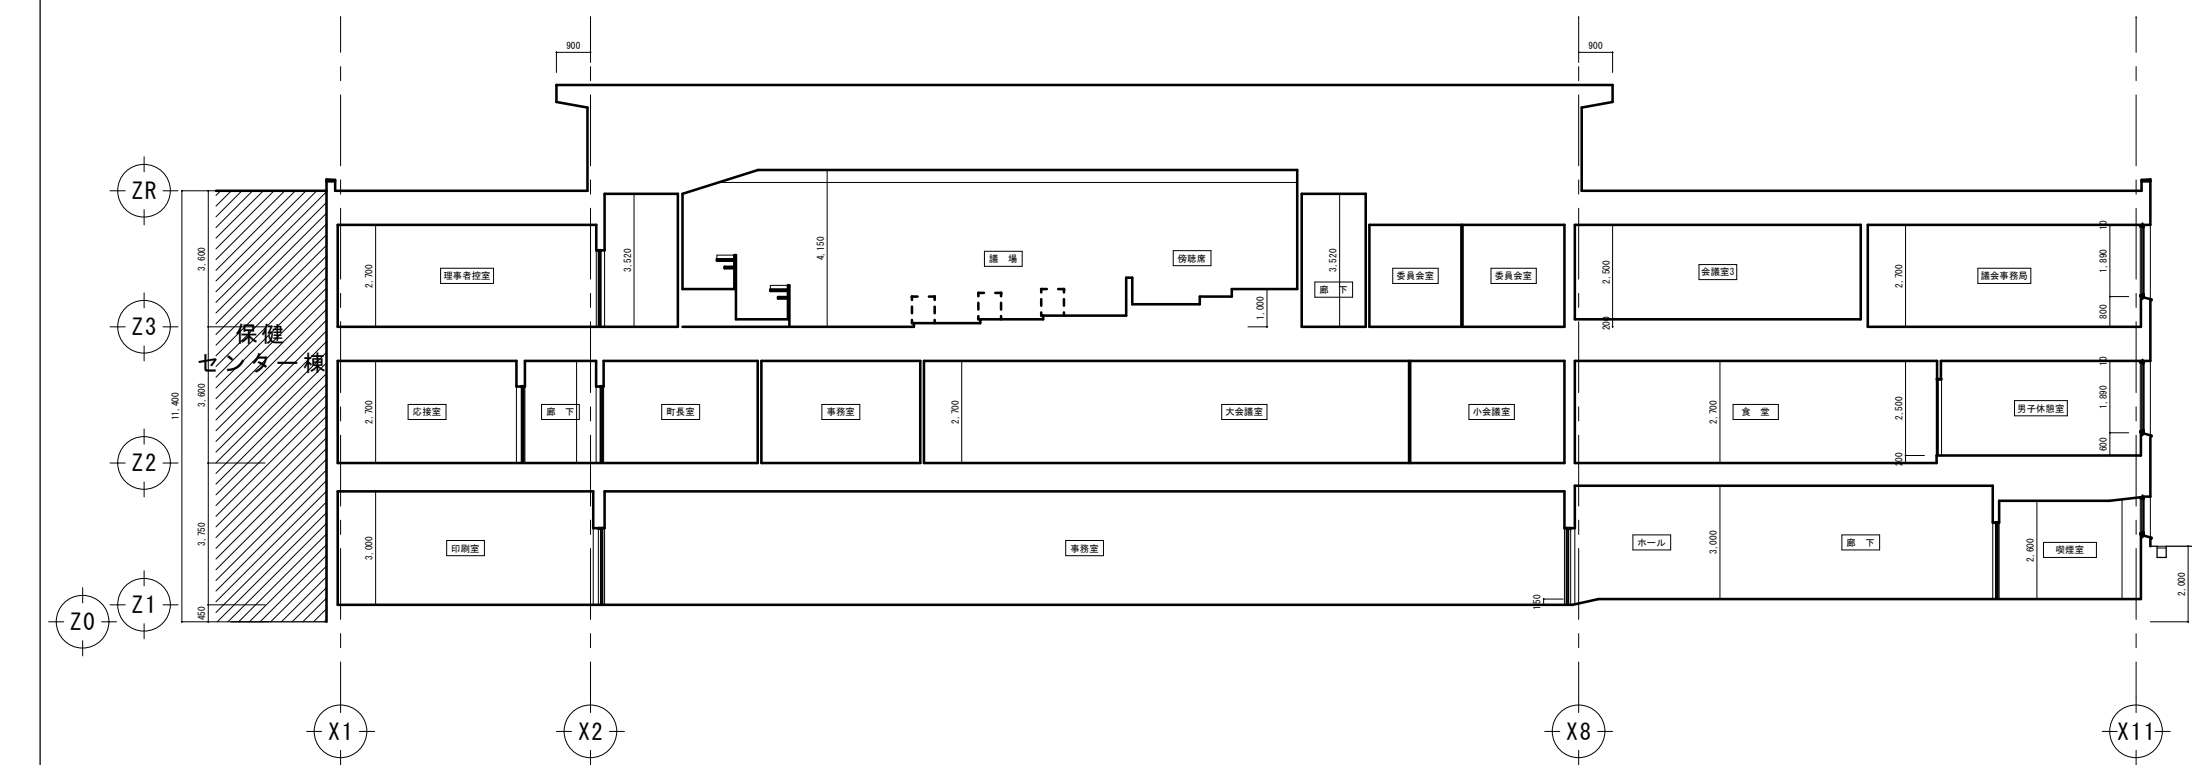 900
900
ZR
3,600
2,700
理事者控室
3,520
4,150
議　場
傍聴席
1,000
3,520
廊　下
委員会室
委員会室
2,500
200
会議室3
2,700
議会事務局
10
1,890
800
Z3
保健
センター棟
11,400
3,600
2,700
応接室
廊　下
町長室
事務室
2,700
大会議室
小会議室
2,700
食　堂
2,500
200
男子休憩室
10
1,890
600
Z2
3,750
3,000
印刷室
事務室
150
ホール
3,000
廊　下
2,600
喫煙室
2,000
Z1
450
Z0
X1
X2
X8
X11